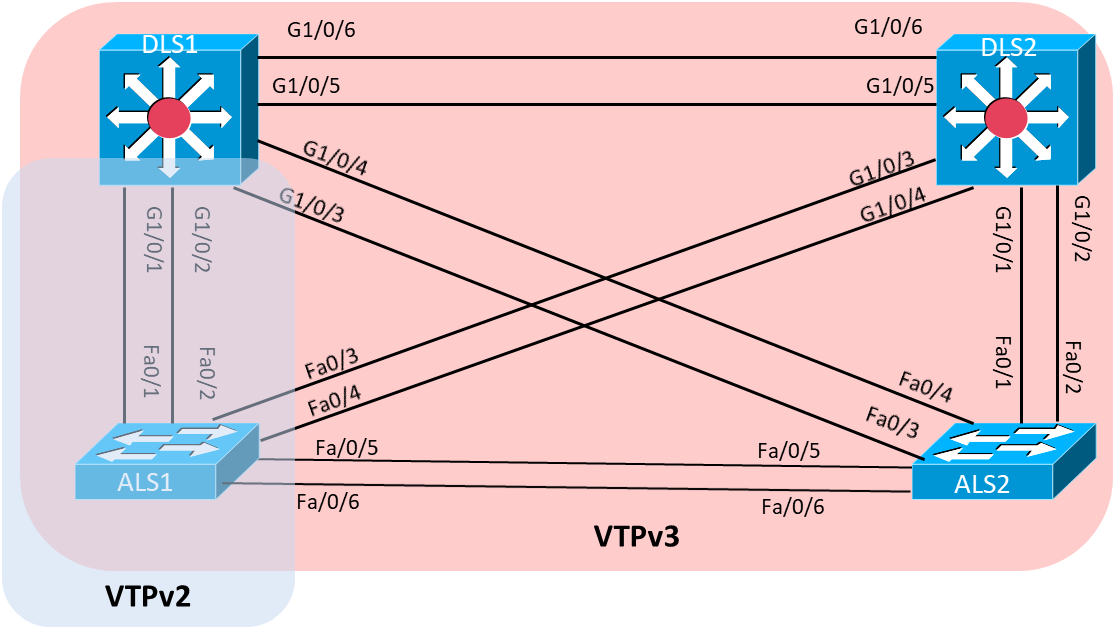 G1/0/6
G1/0/6
DLS1
DLS2
G1/0/5
G1/0/5
G1/0/4
G1/0/3
G1/0/3
G1/0/4
G1/0/1
G1/0/2
G1/0/1
G1/0/2
Fa0/1
Fa0/2
Fa0/3
Fa0/4
Fa0/1
Fa0/2
Fa0/4
Fa0/3
Fa/0/5
Fa/0/5
ALS1
ALS2
Fa/0/6
Fa/0/6
VTPv3
VTPv2